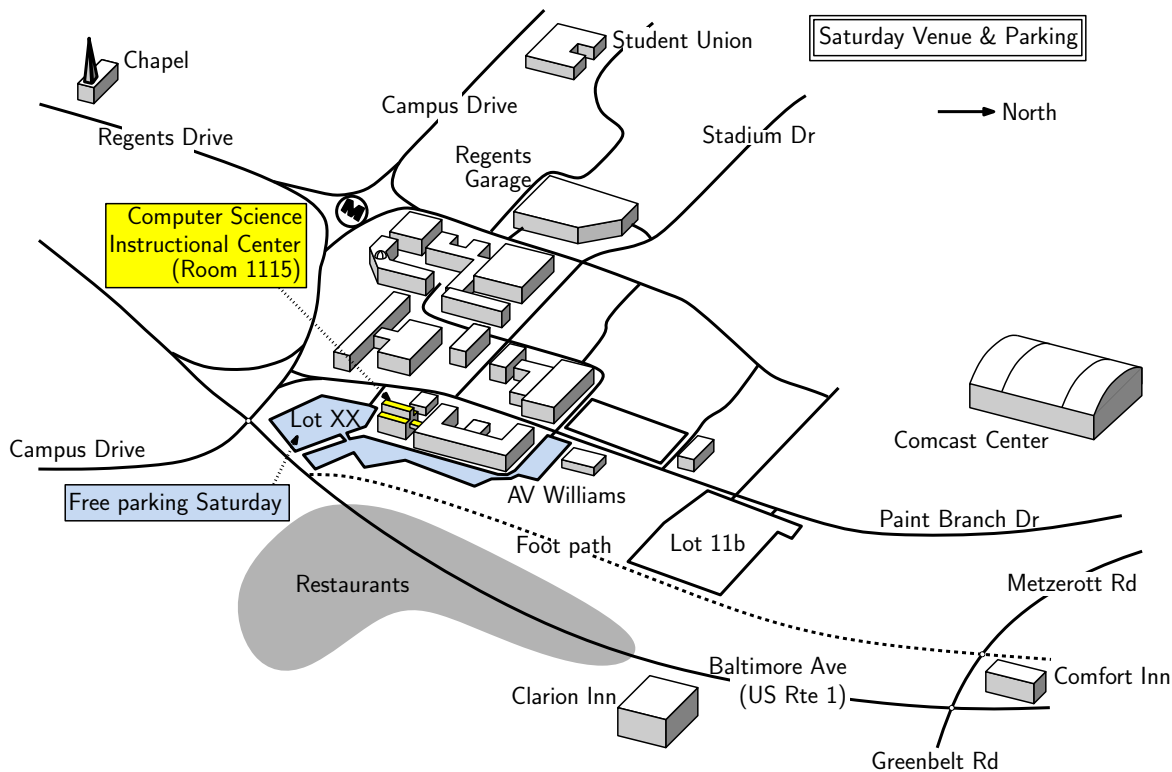 Saturday Venue & Parking
Student Union
Chapel
Campus Drive
North
Regents Drive
Stadium Dr
Regents
Garage
M
Computer Science
Instructional Center
(Room 1115)
Lot XX
Comcast Center
Campus Drive
Free parking Saturday
AV Williams
Paint Branch Dr
Foot path
Lot 11b
Restaurants
Metzerott Rd
Baltimore Ave
(US Rte 1)
Comfort Inn
Clarion Inn
Greenbelt Rd